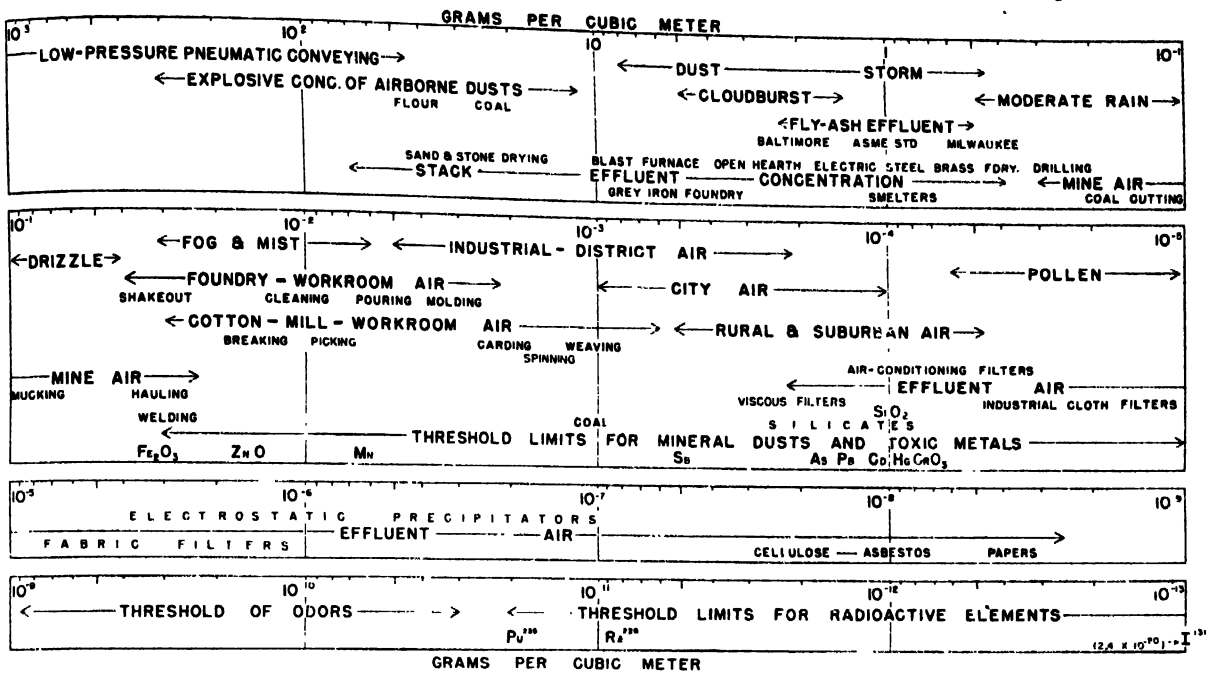 GRAMS PER CUBIC METER
10³ 10² 10 10⁻¹
LOW-PRESSURE PNEUMATIC CONVEYING DUST STORM
EXPLOSIVE CONC. OF AIRBORNE DUSTS CLOUDBURST MODERATE RAIN
FLOUR COAL
FLY-ASH EFFLUENT
BALTIMORE ASME STD MILWAUKEE
SAND & STONE DRYING BLAST FURNACE OPEN HEARTH ELECTRIC STEEL BRASS FDRY. DRILLING
STACK EFFLUENT CONCENTRATION MINE AIR
GREY IRON FOUNDRY SMELTERS COAL CUTTING
10⁻¹ 10⁻² 10⁻³ 10⁻⁴ 10⁻⁵
FOG & MIST INDUSTRIAL-DISTRICT AIR
DRIZZLE POLLEN
FOUNDRY-WORKROOM AIR CITY AIR
SHAKEOUT CLEANING POURING MOLDING
COTTON-MILL-WORKROOM AIR RURAL & SUBURBAN AIR
BREAKING PICKING CARDING WEAVING
SPINNING
AIR-CONDITIONING FILTERS
MINE AIR EFFLUENT AIR
MUCKING HAULING VISCOUS FILTERS INDUSTRIAL CLOTH FILTERS
WELDING COAL SiO₂
SILICATES
THRESHOLD LIMITS FOR MINERAL DUSTS AND TOXIC METALS
Fe₂O₃ ZnO Mn Sb As Pb Cd Hg CrO₃
10⁻⁵ 10⁻⁶ 10⁻⁷ 10⁻⁸ 10⁻⁹
ELECTROSTATIC PRECIPITATORS
EFFLUENT AIR
FABRIC FILTERS CELLULOSE — ASBESTOS PAPERS
10⁻⁹ 10⁻¹⁰ 10⁻¹¹ 10⁻¹² 10⁻¹³
THRESHOLD OF ODORS THRESHOLD LIMITS FOR RADIOACTIVE ELEMENTS
Pu Ra I¹³¹
GRAMS PER CUBIC METER